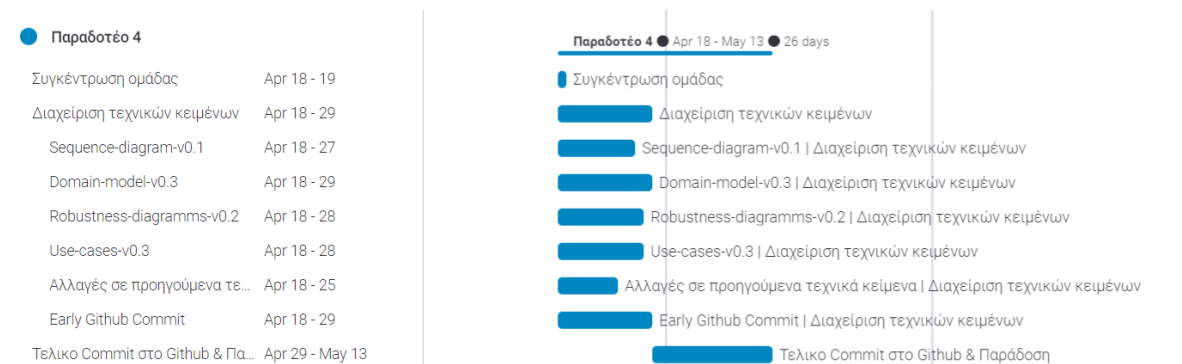 Παραδοτέο 4
Παραδοτέο 4 ● Apr 18 - May 13 ● 26 days
Συγκέντρωση ομάδας Apr 18 - 19 Συγκέντρωση ομάδας
Διαχείριση τεχνικών κειμένων Apr 18 - 29 Διαχείριση τεχνικών κειμένων
Sequence-diagram-v0.1 Apr 18 - 27 Sequence-diagram-v0.1 | Διαχείριση τεχνικών κειμένων
Domain-model-v0.3 Apr 18 - 29 Domain-model-v0.3 | Διαχείριση τεχνικών κειμένων
Robustness-diagramms-v0.2 Apr 18 - 28 Robustness-diagramms-v0.2 | Διαχείριση τεχνικών κειμένων
Use-cases-v0.3 Apr 18 - 28 Use-cases-v0.3 | Διαχείριση τεχνικών κειμένων
Αλλαγές σε προηγούμενα τε... Apr 18 - 25 Αλλαγές σε προηγούμενα τεχνικά κείμενα | Διαχείριση τεχνικών κειμένων
Early Github Commit Apr 18 - 29 Early Github Commit | Διαχείριση τεχνικών κειμένων
Τελικο Commit στο Github & Πα... Apr 29 - May 13 Τελικο Commit στο Github & Παράδοση